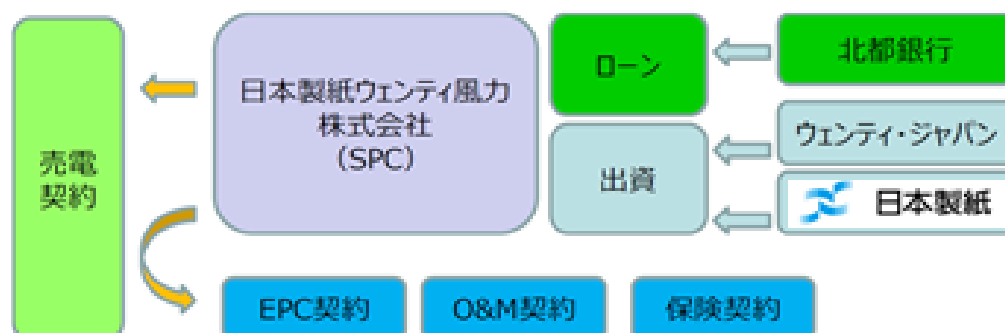 売電
契約
日本製紙ウェンティ風力
株式会社
(SPC)
ローン
出資
北都銀行
ウェンティ・ジャパン
日本製紙
EPC契約
O&M契約
保険契約